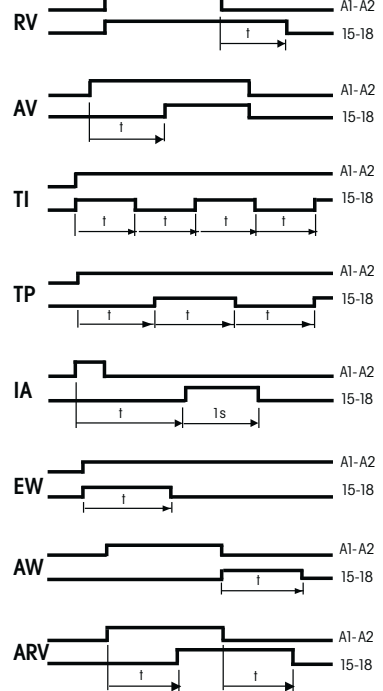 A1-A2
RV
15-18
t
A1-A2
AV
15-18
t
A1-A2
TI
15-18
t t t t
A1-A2
TP
15-18
t t t
A1-A2
IA
15-18
t 1s
A1-A2
EW
15-18
t
A1-A2
AW
t 15-18
A1-A2
ARV
15-18
t t